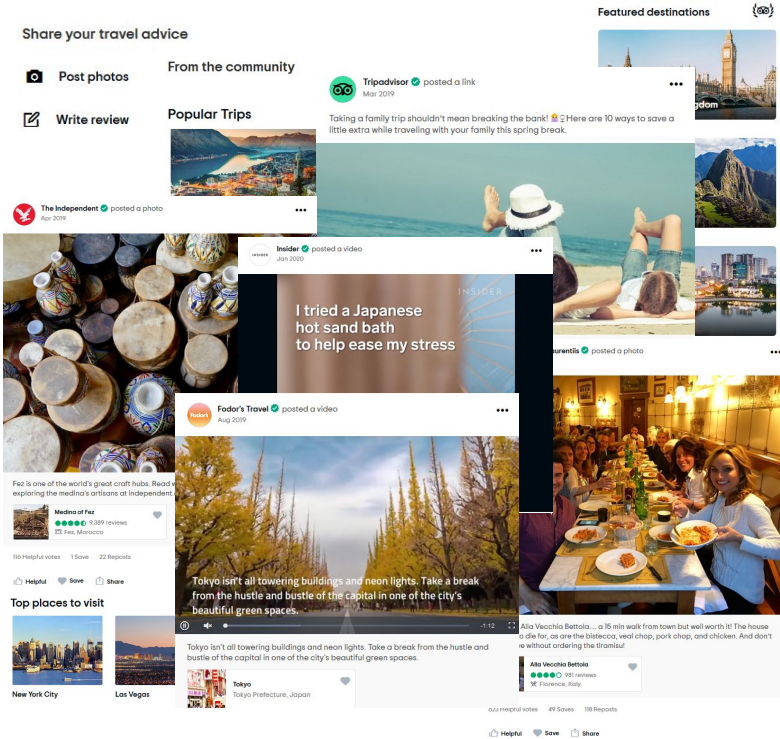 Share your travel advice
Post photos
Write review
From the community
Popular Trips
Featured destinations
Tripadvisor posted a link
Mar 2019
Taking a family trip shouldn't mean breaking the bank! Here are 10 ways to save a
little extra while traveling with your family this spring break.
The Independent posted a photo
Apr 2019
Insider posted a video
Jan 2020
INSIDER
INSIDER
I tried a Japanese
hot sand bath
to help ease my stress
posted a photo
Fodor's Travel posted a video
Aug 2019
Fodor's
Tokyo isn't all towering buildings and neon lights. Take a break
from the hustle and bustle of the capital in one of the city's
beautiful green spaces.
-1:12
Tokyo isn't all towering buildings and neon lights. Take a break from the hustle and
bustle of the capital in one of the city's beautiful green spaces.
Tokyo
Tokyo Prefecture, Japan
Fez is one of the world's great craft hubs. Read
exploring the medina's artisans at independent.
Medina of Fez
9,389 reviews
Fes, Morocco
116 Helpful votes 1 Save 22 Reposts
Helpful Save Share
Top places to visit
New York City
Las Vegas
Alla Vecchia Bettola.... a 15 min walk from town but well worth it! The house
o die for, as are the bistecca, veal chop, pork chop, and chicken. And don't
without ordering the tiramisu!
Alla Vecchia Bettola
981 reviews
Florence, Italy
Helpful votes 49 Saves 118 Reposts
Helpful Save Share